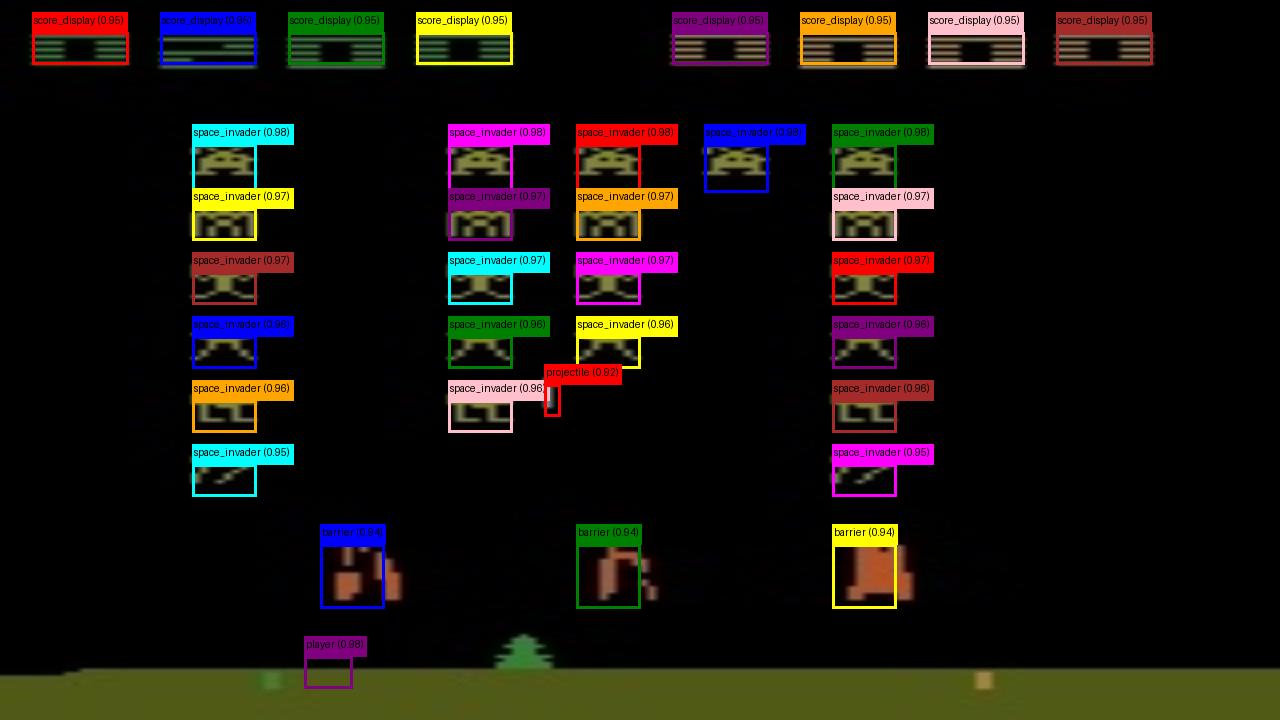 score_display (0.95) score_display (0.95) score_display (0.95) score_display (0.95) score_display (0.95) score_display (0.95) score_display (0.95) score_display (0.95)
space_invader (0.98) space_invader (0.98) space_invader (0.98) space_invader (0.98) space_invader (0.98)
space_invader (0.97) space_invader (0.97) space_invader (0.97) space_invader (0.97)
space_invader (0.97) space_invader (0.97) space_invader (0.97) space_invader (0.97)
space_invader (0.96) space_invader (0.96) space_invader (0.96) space_invader (0.96)
projectile (0.92)
space_invader (0.96) space_invader (0.96) space_invader (0.96)
space_invader (0.95) space_invader (0.95)
barrier (0.94) barrier (0.94) barrier (0.94)
player (0.98)